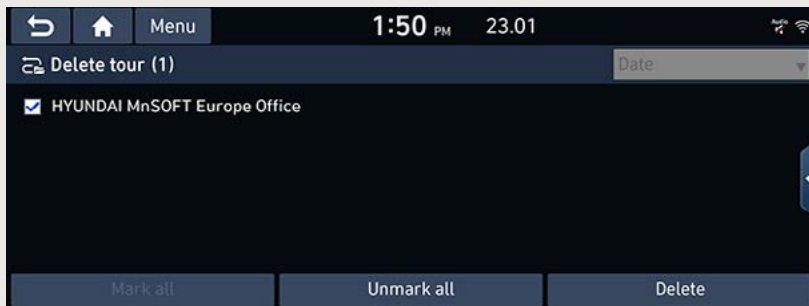 Menu
1:50 PM
23.01
Delete tour (1)
Date
HYUNDAI MnSOFT Europe Office
Mark all
Unmark all
Delete